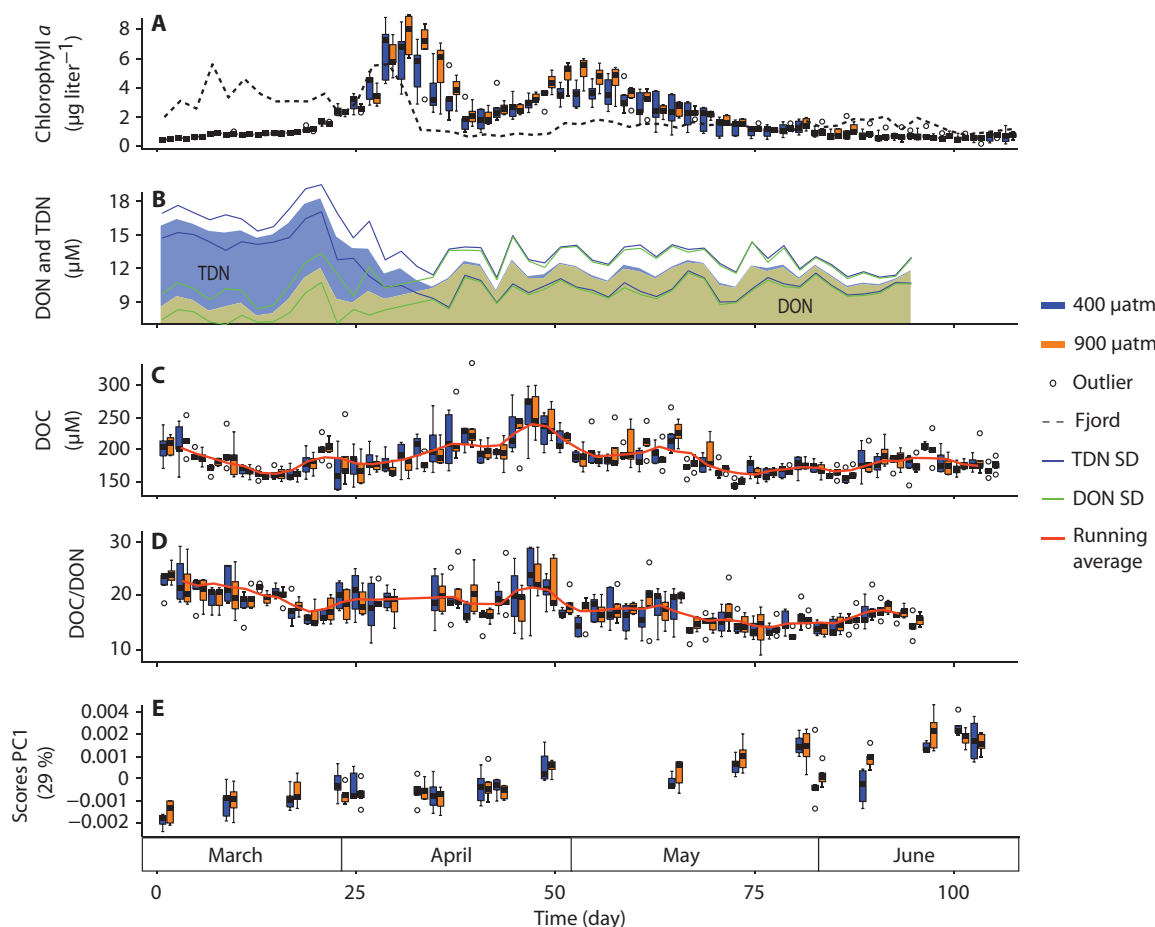 A
Chlorophyll a
(µg liter−1)
8
6
4
2
0
B
DON and TDN
(µM)
18
15
12
9
TDN
DON
C
DOC
(µM)
300
250
200
150
D
DOC/DON
30
20
10
E
Scores PC1
(29 %)
0.004
0.002
0.001
0
−0.001
−0.002
March April May June
0 25 50 75 100
Time (day)
400 µatm
900 µatm
Outlier
Fjord
TDN SD
DON SD
Running
average